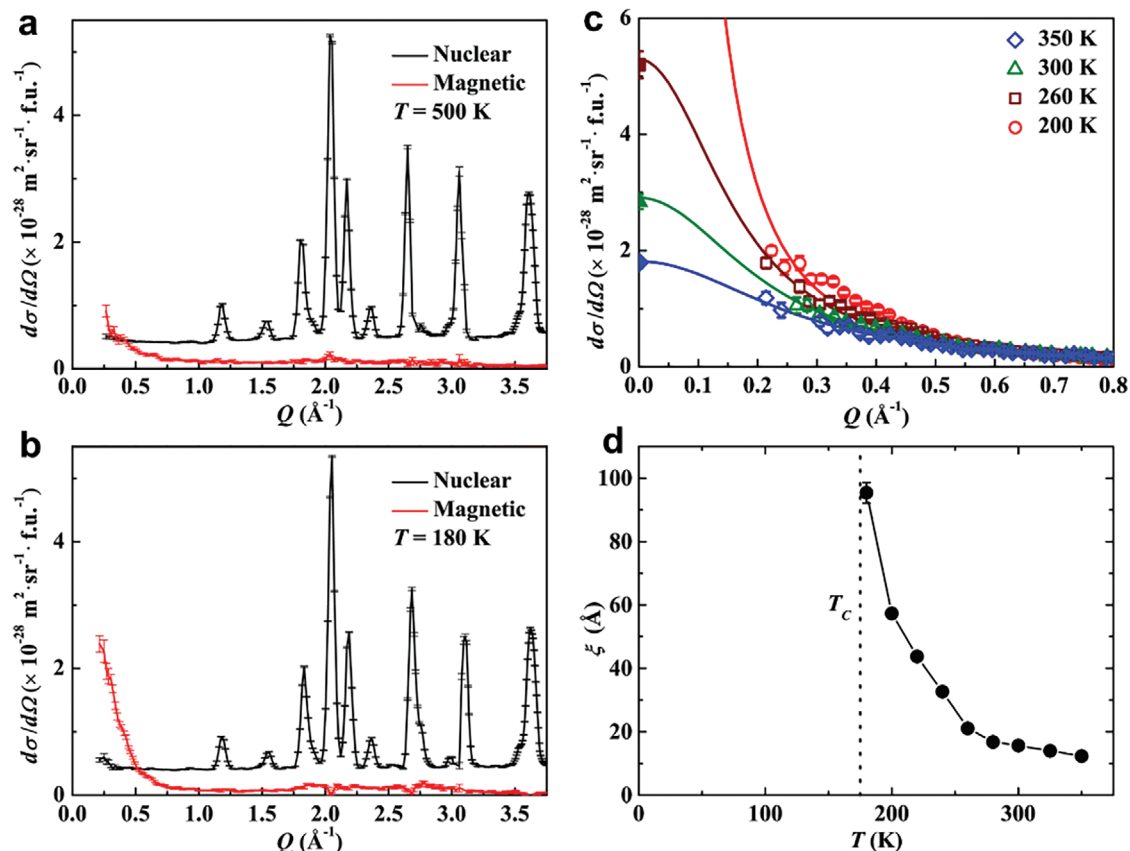 a
Nuclear
Magnetic
T = 500 K
dσ/dΩ (× 10⁻²⁸ m²·sr⁻¹· f.u.⁻¹)
4
2
0
0.0 0.5 1.0 1.5 2.0 2.5 3.0 3.5
Q (Å⁻¹)
c
350 K
300 K
260 K
200 K
dσ/dΩ (× 10⁻²⁸ m²·sr⁻¹· f.u.⁻¹)
6
4
2
0
0.0 0.1 0.2 0.3 0.4 0.5 0.6 0.7 0.8
Q (Å⁻¹)
b
Nuclear
Magnetic
T = 180 K
dσ/dΩ (× 10⁻²⁸ m²·sr⁻¹· f.u.⁻¹)
4
2
0
0.0 0.5 1.0 1.5 2.0 2.5 3.0 3.5
Q (Å⁻¹)
d
T_C
ξ (Å)
100
80
60
40
20
0
0 100 200 300
T (K)